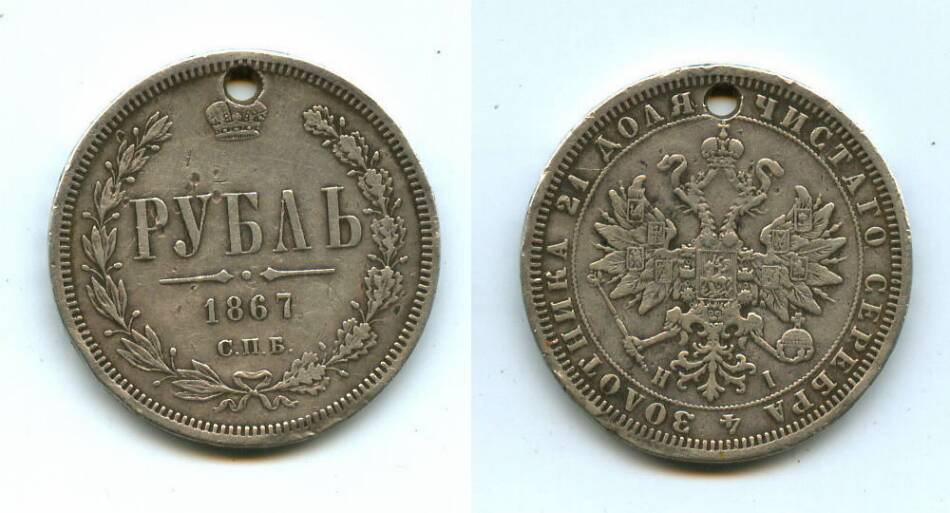 РУБЛЬ
1867
С.П.Б.
4 ЗОЛОТНИКА 21 ДОЛЯ ЧИСТАГО СЕРЕБРА
Н I